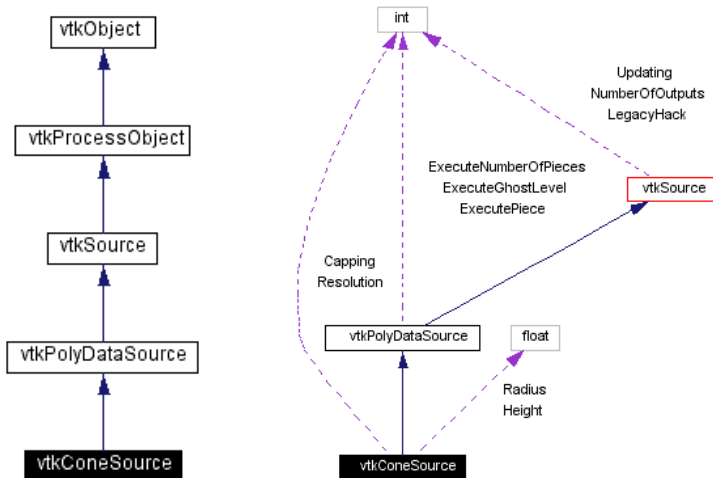 vtkObject
vtkProcessObject
vtkSource
vtkPolyDataSource
vtkConeSource
int
Updating
NumberOfOutputs
LegacyHack
ExecuteNumberOfPieces
ExecuteGhostLevel
ExecutePiece
vtkSource
Capping
Resolution
vtkPolyDataSource
float
Radius
Height
vtkConeSource